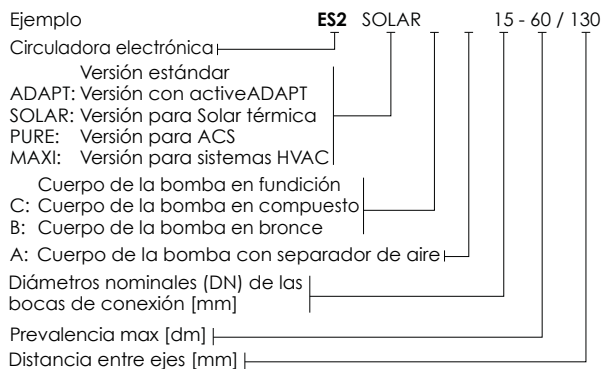 Ejemplo ES2 SOLAR 15 - 60 / 130
Circuladora electrónica
Versión estándar
ADAPT: Versión con activeADAPT
SOLAR: Versión para Solar térmica
PURE: Versión para ACS
MAXI: Versión para sistemas HVAC
Cuerpo de la bomba en fundición
C: Cuerpo de la bomba en compuesto
B: Cuerpo de la bomba en bronce
A: Cuerpo de la bomba con separador de aire
Diámetros nominales (DN) de las
bocas de conexión [mm]
Prevalencia max [dm]
Distancia entre ejes [mm]